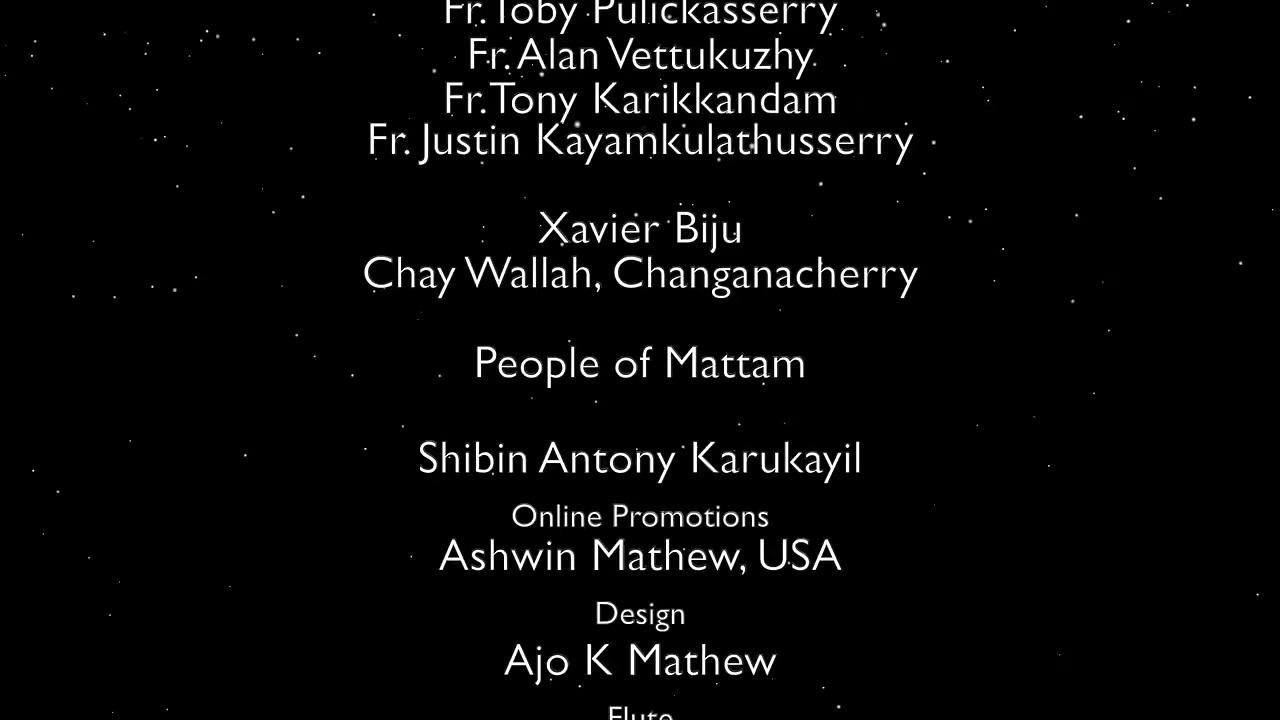 Fr. Toby Pulickasserry
Fr. Alan Vettukuzhy
Fr. Tony Karikkandam
Fr. Justin Kayamkulathusserry
Xavier Biju
Chay Wallah, Changanacherry
People of Mattam
Shibin Antony Karukayil
Online Promotions
Ashwin Mathew, USA
Design
Ajo K Mathew
Flute